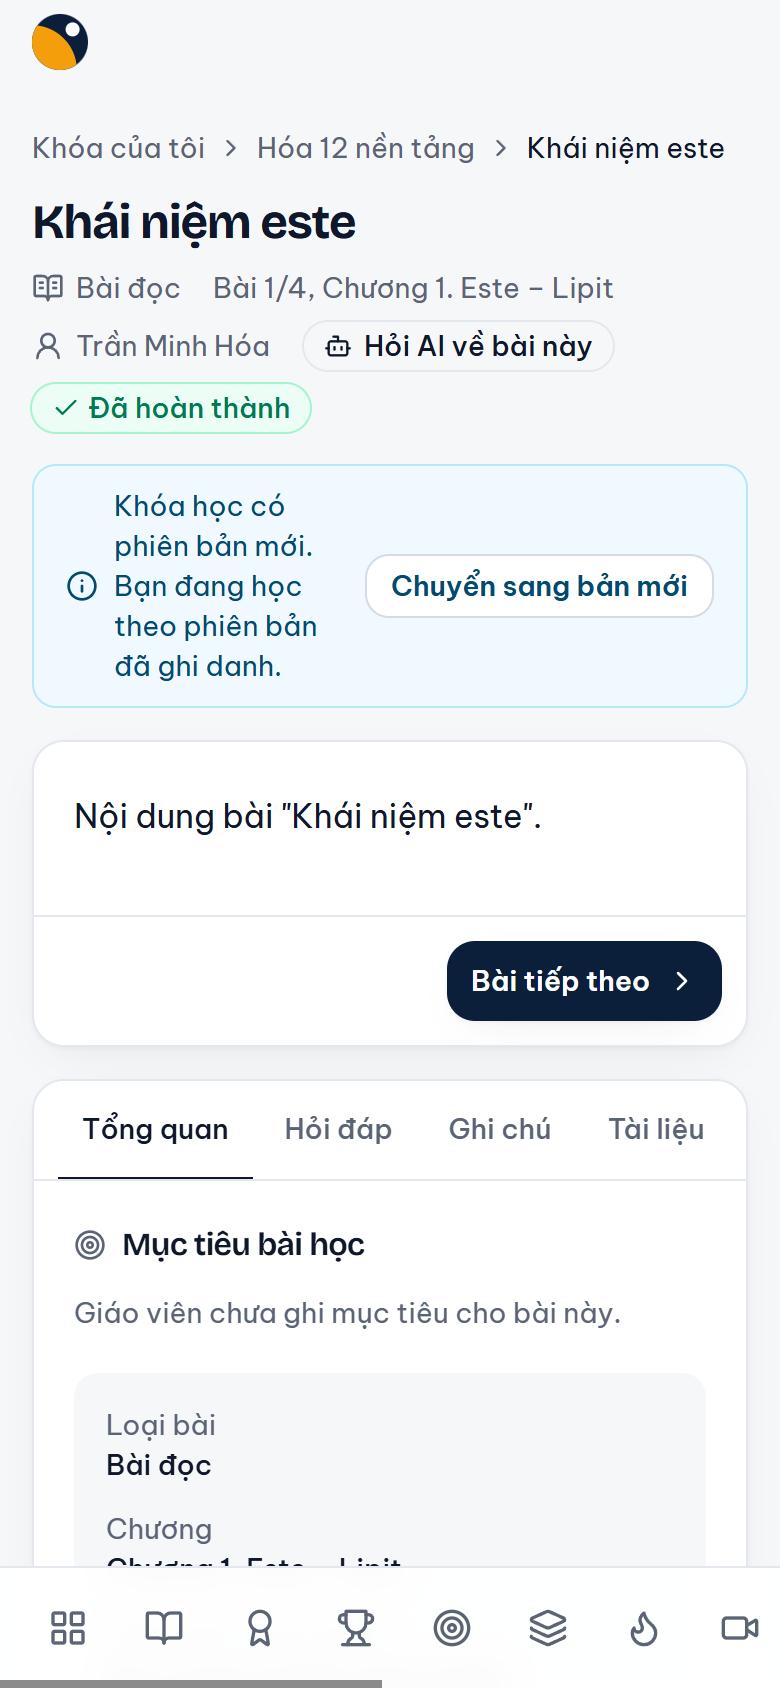 Khóa của tôi > Hóa 12 nền tảng > Khái niệm este
Khái niệm este
Bài đọc Bài 1/4, Chương 1. Este – Lipit
Trần Minh Hóa Hỏi AI về bài này
Đã hoàn thành
Khóa học có
phiên bản mới.
Bạn đang học
theo phiên bản
đã ghi danh.
Chuyển sang bản mới
Nội dung bài "Khái niệm este".
Bài tiếp theo
Tổng quan Hỏi đáp Ghi chú Tài liệu
Mục tiêu bài học
Giáo viên chưa ghi mục tiêu cho bài này.
Loại bài
Bài đọc
Chương
Chương 1. Este – Lipit